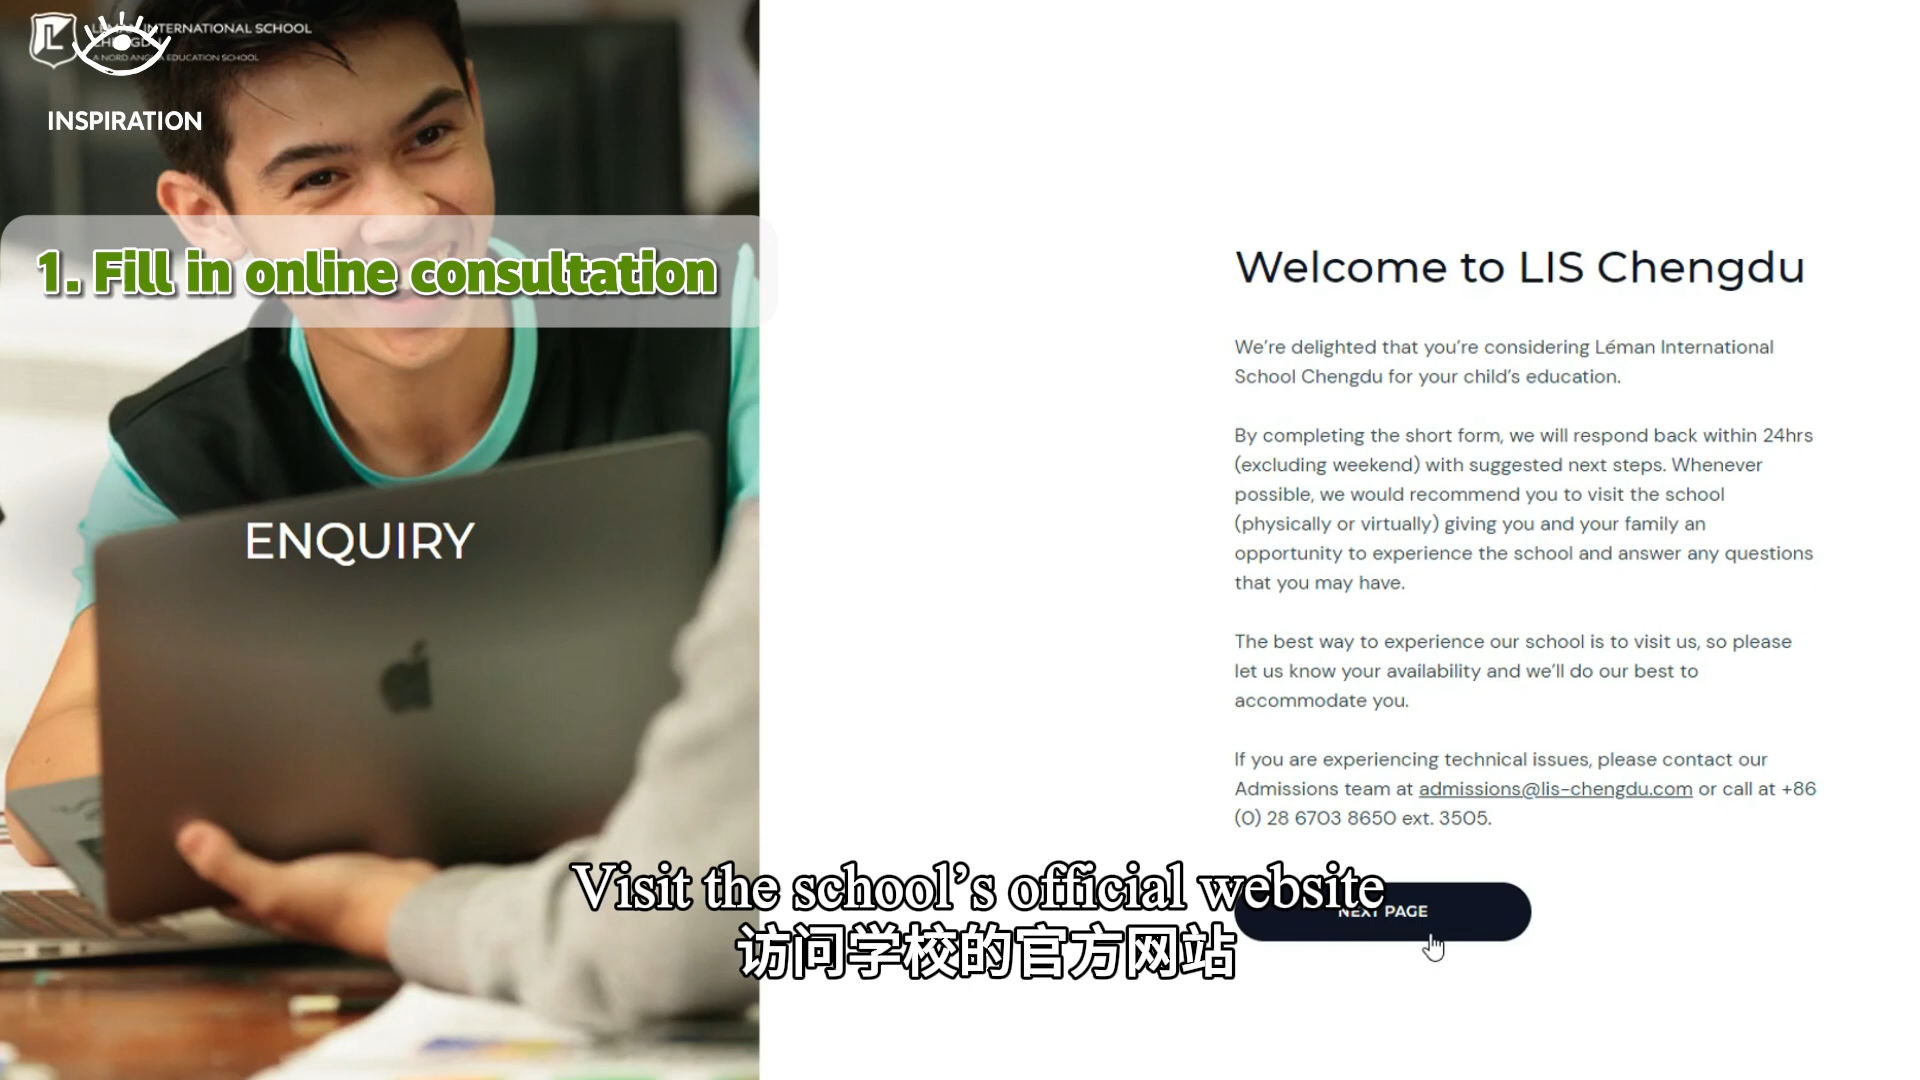 LÉMAN INTERNATIONAL SCHOOL
CHENGDU
A NORD ANGLIA EDUCATION SCHOOL
INSPIRATION
1. Fill in online consultation
ENQUIRY
Welcome to LIS Chengdu
We’re delighted that you’re considering Léman International
School Chengdu for your child’s education.
By completing the short form, we will respond back within 24hrs
(excluding weekend) with suggested next steps. Whenever
possible, we would recommend you to visit the school
(physically or virtually) giving you and your family an
opportunity to experience the school and answer any questions
that you may have.
The best way to experience our school is to visit us, so please
let us know your availability and we’ll do our best to
accommodate you.
If you are experiencing technical issues, please contact our
Admissions team at admissions@lis-chengdu.com or call at +86
(0) 28 6703 8650 ext. 3505.
NEXT PAGE
Visit the school’s official website
访问学校的官方网站